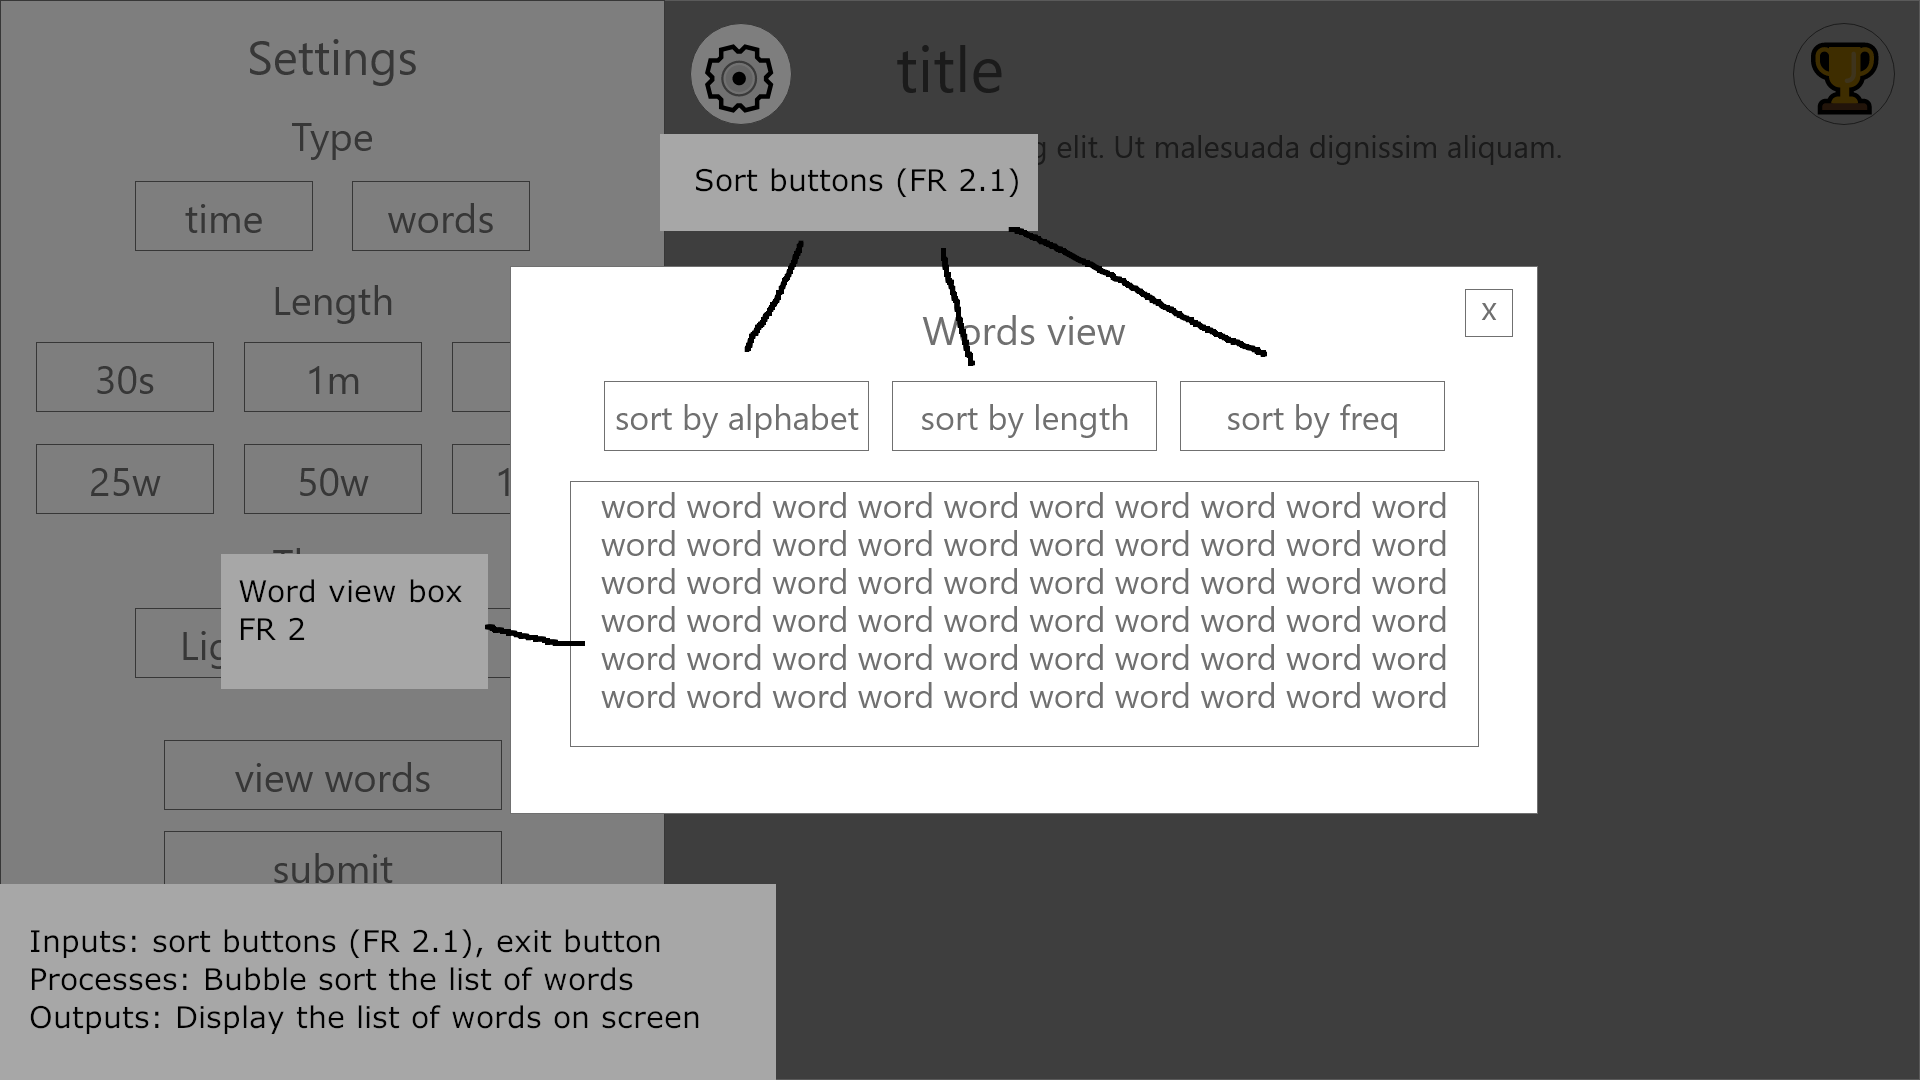 Settings
Type
time words
Length
30s 1m
25w 50w
view words
submit
title
elit. Ut malesuada dignissim aliquam.
Sort buttons (FR 2.1)
x
Words view
sort by alphabet sort by length sort by freq
word word word word word word word word word word
word word word word word word word word word word
word word word word word word word word word word
word word word word word word word word word word
word word word word word word word word word word
word word word word word word word word word word
Word view box
FR 2
Inputs: sort buttons (FR 2.1), exit button
Processes: Bubble sort the list of words
Outputs: Display the list of words on screen